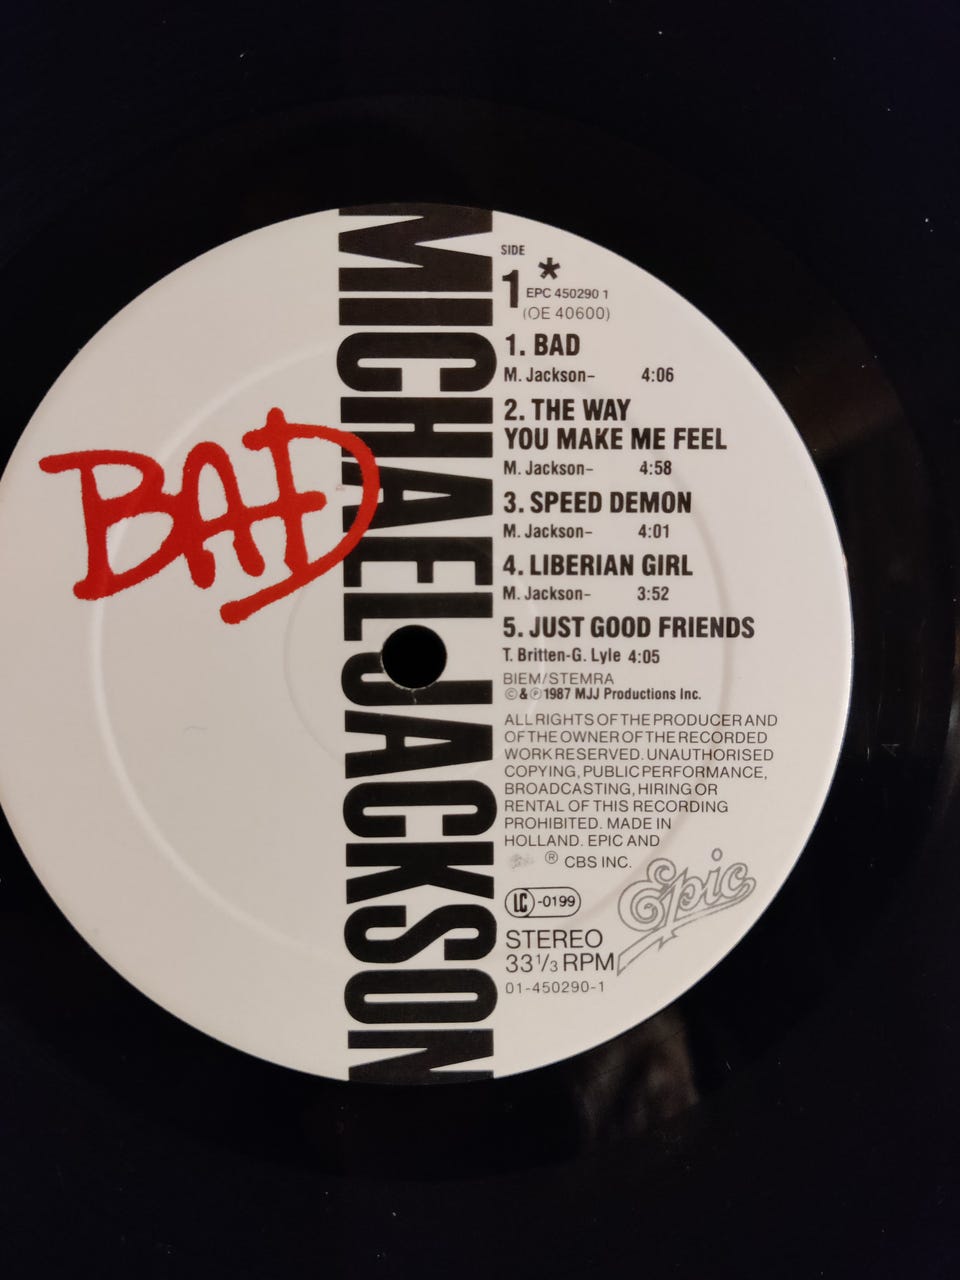 BAD
MICHAEL JACKSON
SIDE
1 *
EPC 450290 1
(OE 40600)
1. BAD
M. Jackson- 4:06
2. THE WAY
YOU MAKE ME FEEL
M. Jackson- 4:58
3. SPEED DEMON
M. Jackson- 4:01
4. LIBERIAN GIRL
M. Jackson- 3:52
5. JUST GOOD FRIENDS
T. Britten-G. Lyle 4:05
BIEM/STEMRA
©&℗1987 MJJ Productions Inc.
ALL RIGHTS OF THE PRODUCER AND
OF THE OWNER OF THE RECORDED
WORK RESERVED. UNAUTHORISED
COPYING, PUBLIC PERFORMANCE,
BROADCASTING, HIRING OR
RENTAL OF THIS RECORDING
PROHIBITED. MADE IN
HOLLAND. EPIC AND
® CBS INC.
Epic
LC -0199
STEREO
33 1/3 RPM
01-450290-1